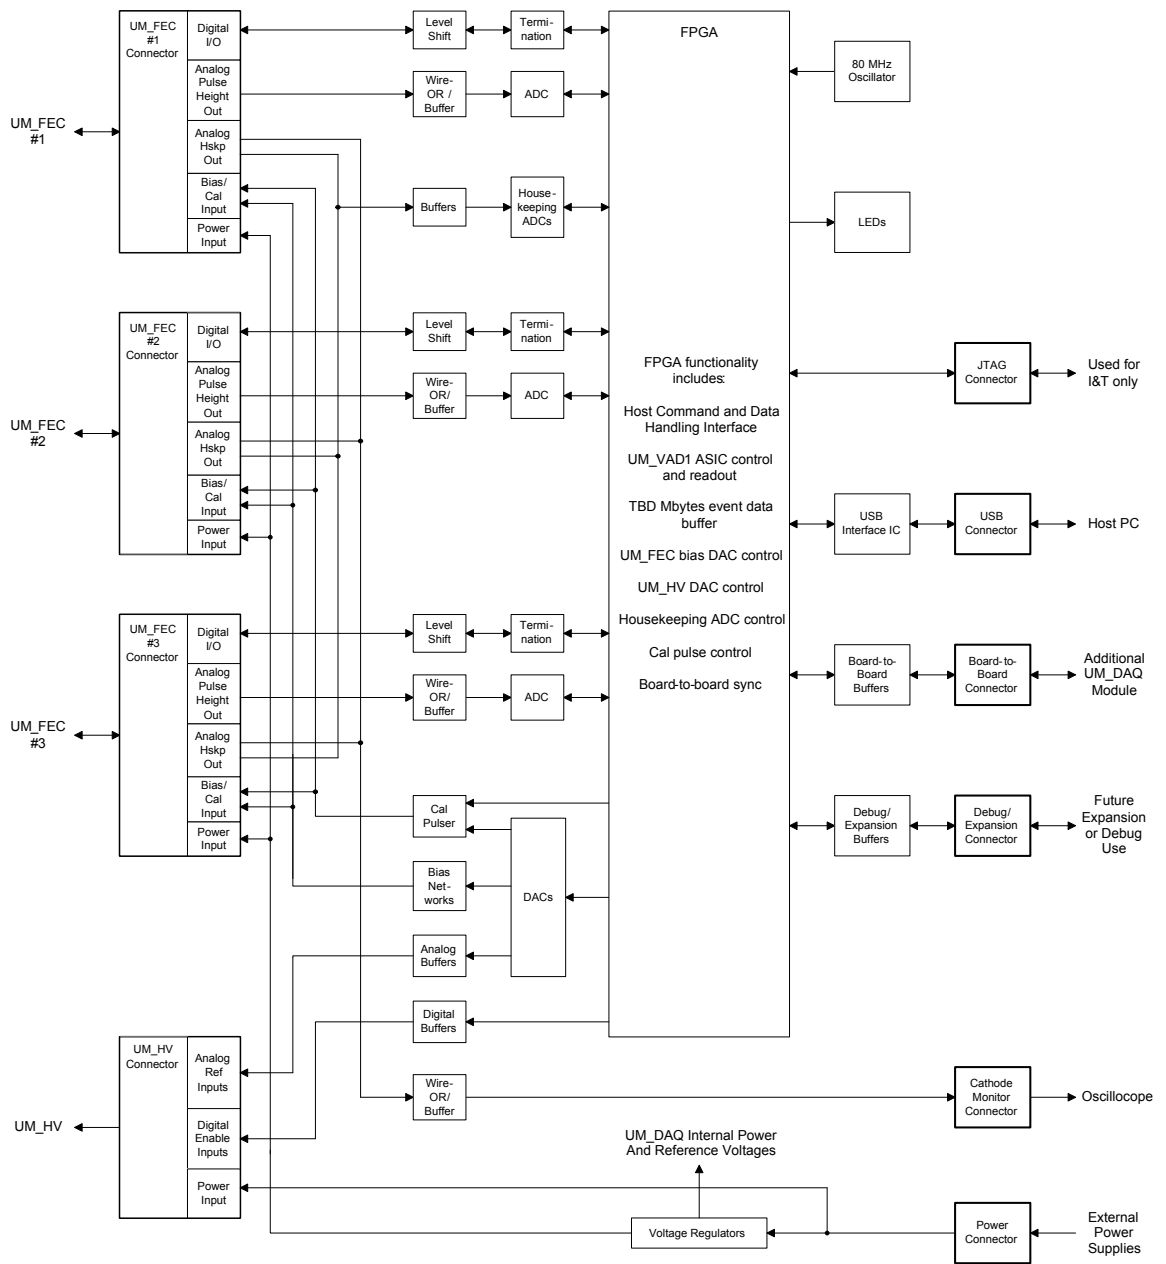 UM_FEC
#1
Connector
Digital
I/O
Analog
Pulse
Height
Out
Analog
Hskp
Out
Bias/
Cal
Input
Power
Input
UM_FEC
#1
Level
Shift
Termi-
nation
Wire-
OR /
Buffer
ADC
Buffers
House-
keeping
ADCs
FPGA
80 MHz
Oscillator
LEDs
UM_FEC
#2
Connector
Digital
I/O
Analog
Pulse
Height
Out
Analog
Hskp
Out
Bias/
Cal
Input
Power
Input
UM_FEC
#2
Level
Shift
Termi-
nation
Wire-
OR/
Buffer
ADC
FPGA functionality
includes:
Host Command and Data
Handling Interface
UM_VAD1 ASIC control
and readout
TBD Mbytes event data
buffer
UM_FEC bias DAC control
UM_HV DAC control
Housekeeping ADC control
Cal pulse control
Board-to-board sync
JTAG
Connector
Used for
I&T only
USB
Interface IC
USB
Connector
Host PC
UM_FEC
#3
Connector
Digital
I/O
Analog
Pulse
Height
Out
Analog
Hskp
Out
Bias/
Cal
Input
Power
Input
UM_FEC
#3
Level
Shift
Termi-
nation
Wire-
OR/
Buffer
ADC
Board-to-
Board
Buffers
Board-to-
Board
Connector
Additional
UM_DAQ
Module
Cal
Pulser
Bias
Net-
works
DACs
Analog
Buffers
Digital
Buffers
Debug/
Expansion
Buffers
Debug/
Expansion
Connector
Future
Expansion
or Debug
Use
UM_HV
Connector
Analog
Ref
Inputs
Digital
Enable
Inputs
Power
Input
UM_HV
Wire-
OR/
Buffer
Cathode
Monitor
Connector
Oscillocope
UM_DAQ Internal Power
And Reference Voltages
Voltage Regulators
Power
Connector
External
Power
Supplies